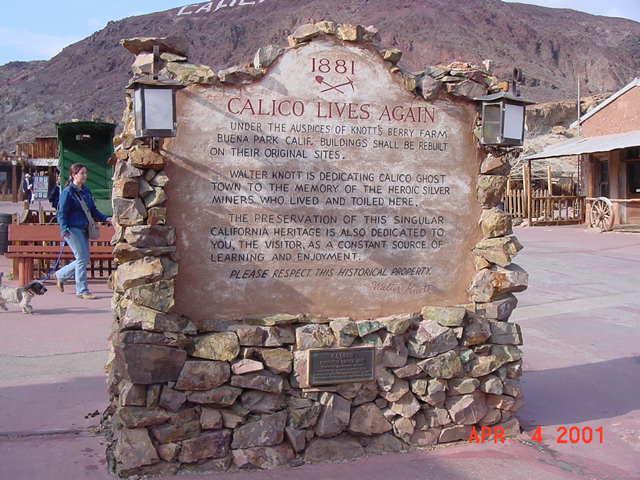 CALICO
1881
CALICO LIVES AGAIN
UNDER THE AUSPICES OF KNOTT'S BERRY FARM
BUENA PARK CALIF. BUILDINGS SHALL BE REBUILT
ON THEIR ORIGINAL SITES.
WALTER KNOTT IS DEDICATING CALICO GHOST
TOWN TO THE MEMORY OF THE HEROIC SILVER
MINERS WHO LIVED AND TOILED HERE.
THE PRESERVATION OF THIS SINGULAR
CALIFORNIA HERITAGE IS ALSO DEDICATED TO
YOU, THE VISITOR, AS A CONSTANT SOURCE OF
LEARNING AND ENJOYMENT.
PLEASE RESPECT THIS HISTORICAL PROPERTY.
Walter Knott
APR 4 2001